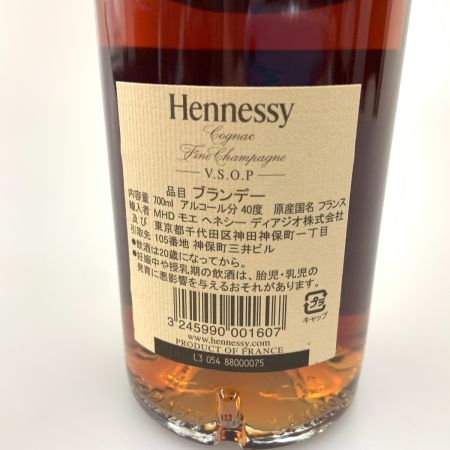 Hennessy
Cognac
Fine Champagne
V.S.O.P
品目 ブランデー
内容量 700ml アルコール分 40度 原産国名 フランス
輸入者 MHD モエ ヘネシー ディアジオ株式会社
及び 東京都千代田区神田神保町一丁目
引取先 105番地 神保町三井ビル
●飲酒は20歳になってから。
●妊娠中や授乳期の飲酒は、胎児・乳児の
発育に悪影響を与えるおそれがあります。
プラ
キャップ
3 245990 001607
www.hennessy.com
PRODUCT OF FRANCE
L3 054 88000075